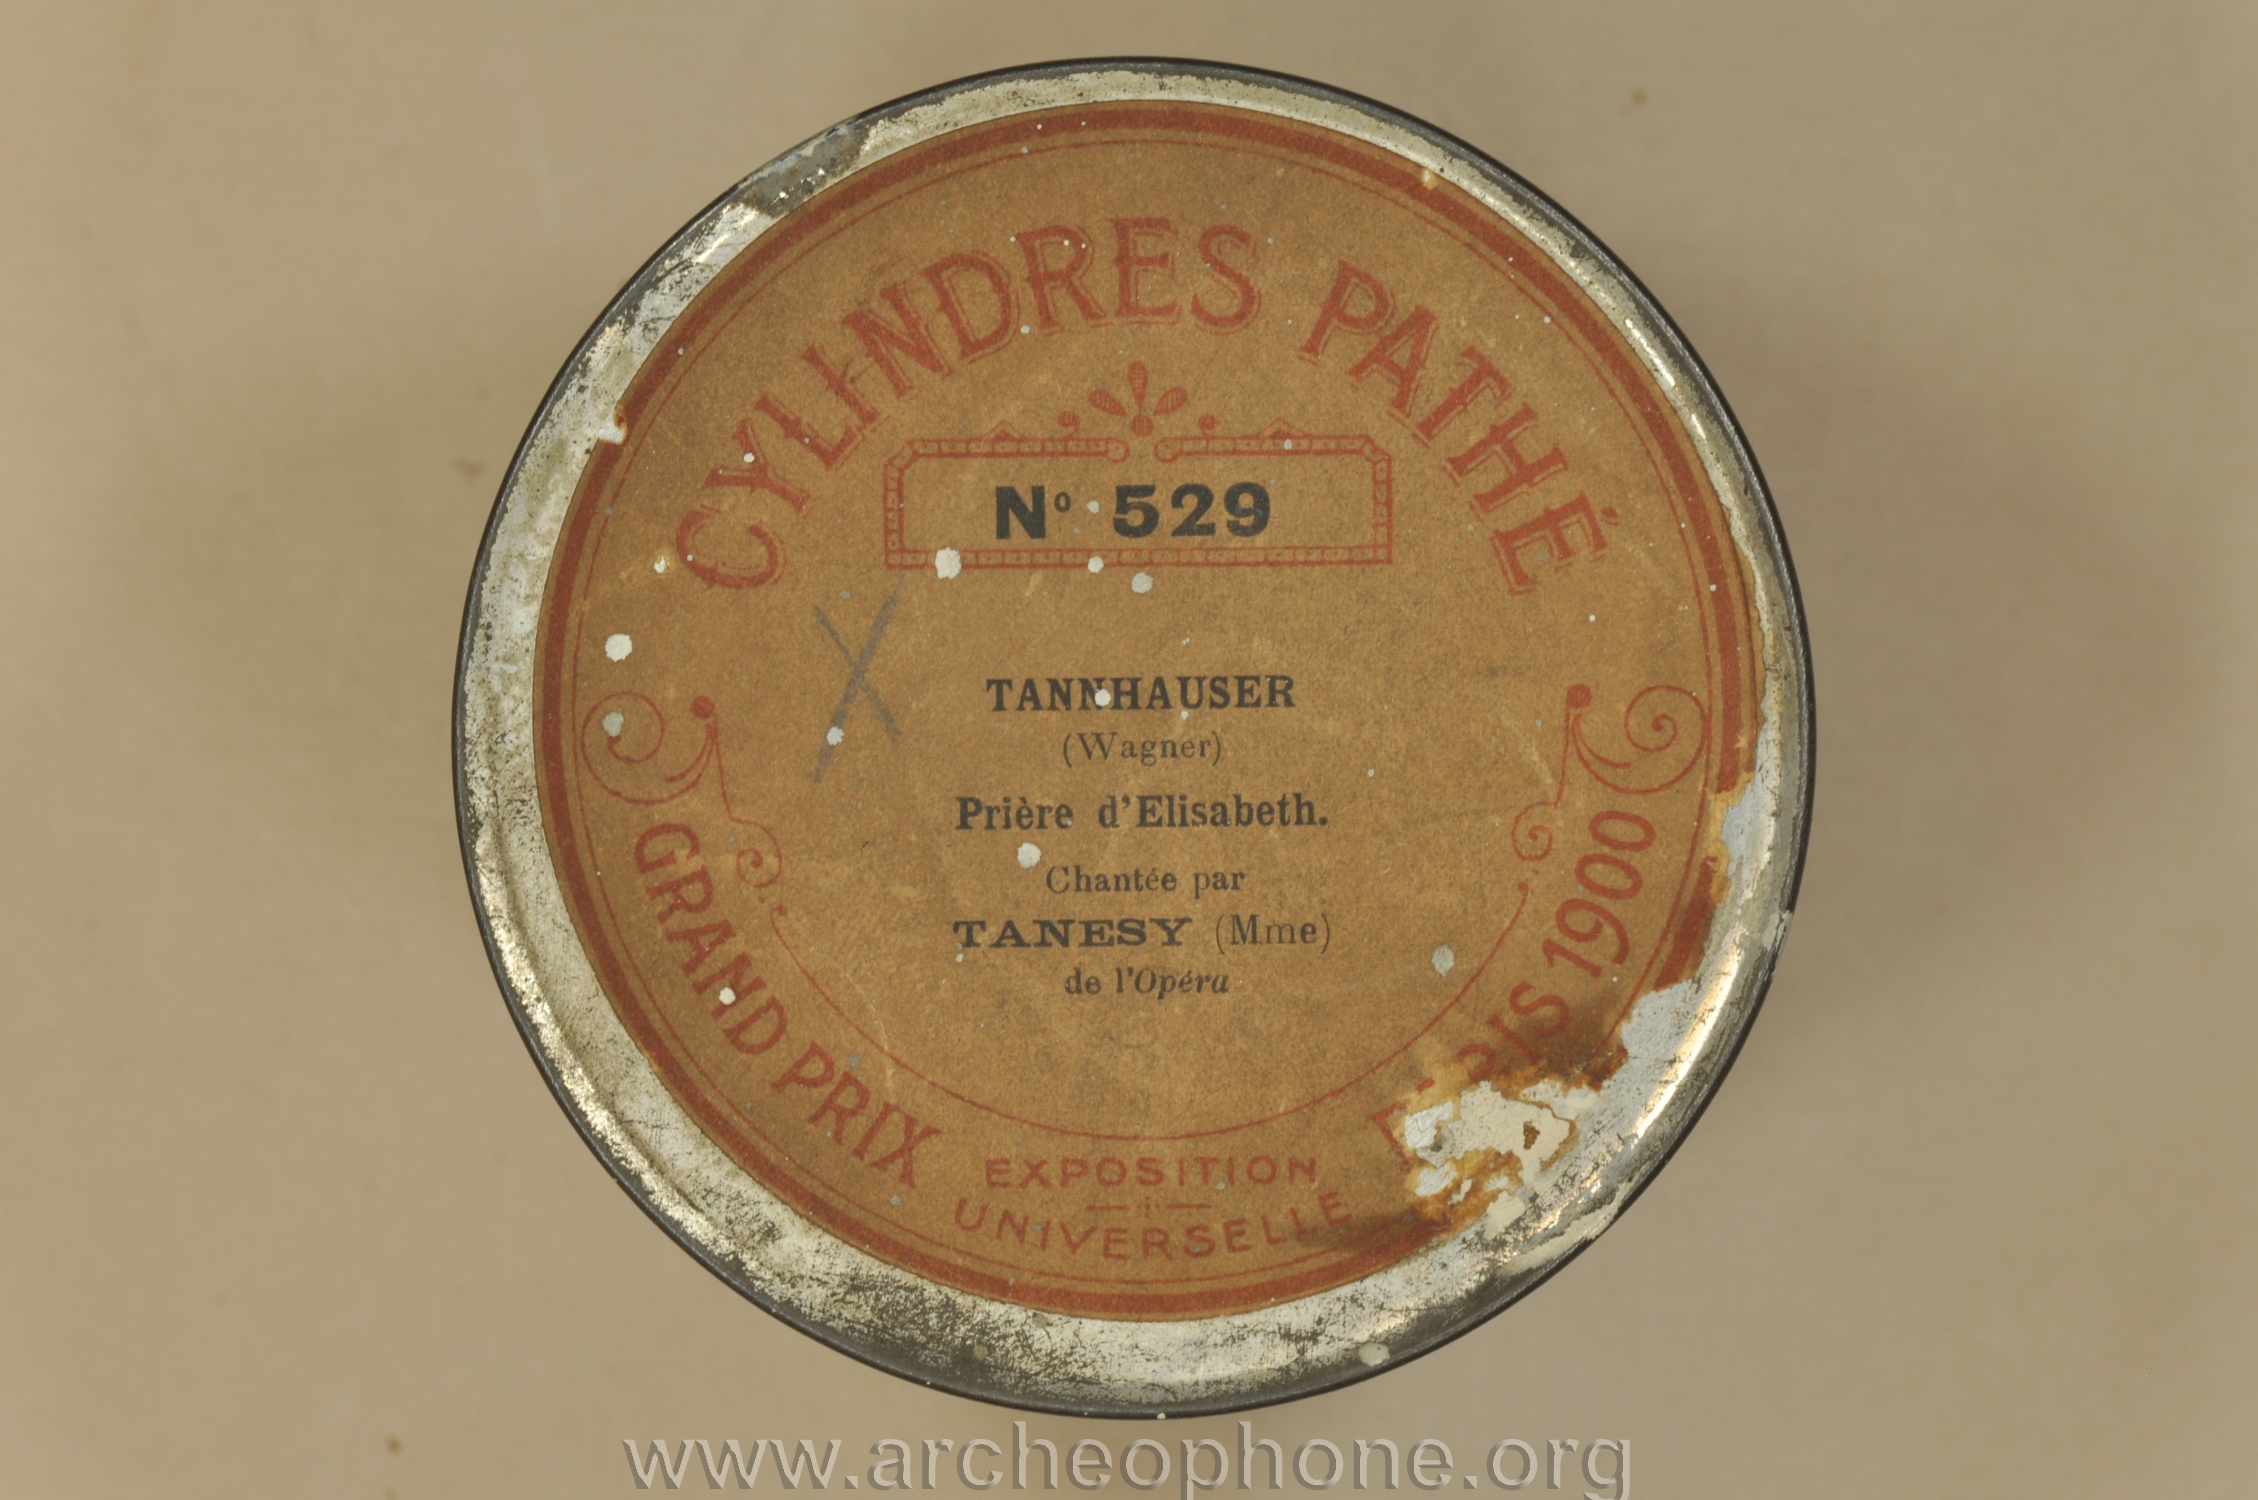 CYLINDRES PATHÉ
Nº 529
TANNHAUSER
(Wagner)
Prière d'Elisabeth.
Chantée par
TANESY (Mme)
de l'Opéra
GRAND PRIX
EXPOSITION
UNIVERSELLE
1900
www.archeophone.org